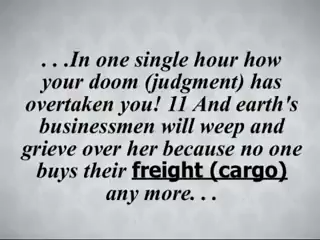 . . .In one single hour how
your doom (judgment) has
overtaken you! 11 And earth's
businessmen will weep and
grieve over her because no one
buys their freight (cargo)
any more. . .